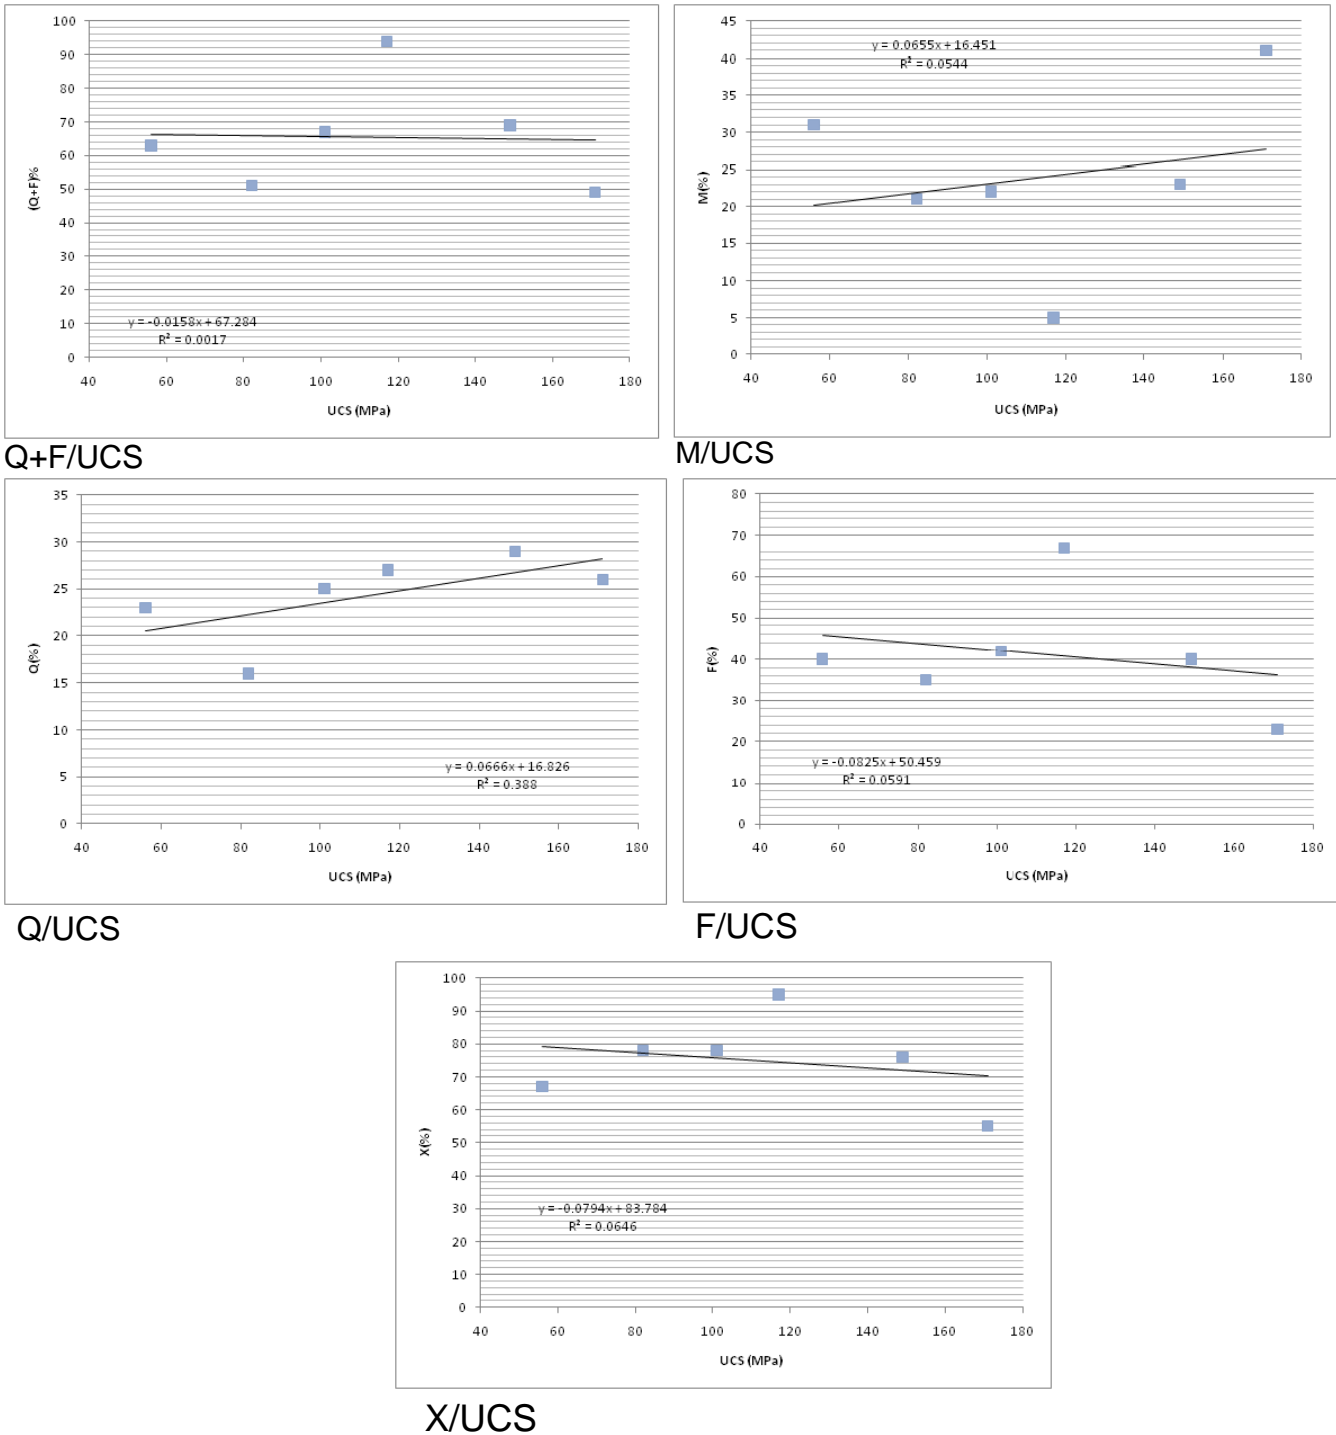 100
90
80
70
60
50
40
30
20
10
0
(Q+F)%
y = -0.0158x + 67.284
R² = 0.0017
40 60 80 100 120 140 160 180
UCS (MPa)
Q+F/UCS
45
40
35
30
25
20
15
10
5
0
M(%)
y = 0.0655x + 16.451
R² = 0.0544
40 60 80 100 120 140 160 180
UCS (MPa)
M/UCS
35
30
25
20
15
10
5
0
Q(%)
y = 0.0666x + 16.826
R² = 0.388
40 60 80 100 120 140 160 180
UCS (MPa)
Q/UCS
80
70
60
50
40
30
20
10
0
F(%)
y = -0.0825x + 50.459
R² = 0.0591
40 60 80 100 120 140 160 180
UCS (MPa)
F/UCS
100
90
80
70
60
50
40
30
20
10
0
X(%)
y = -0.0794x + 83.784
R² = 0.0646
40 60 80 100 120 140 160 180
UCS (MPa)
X/UCS